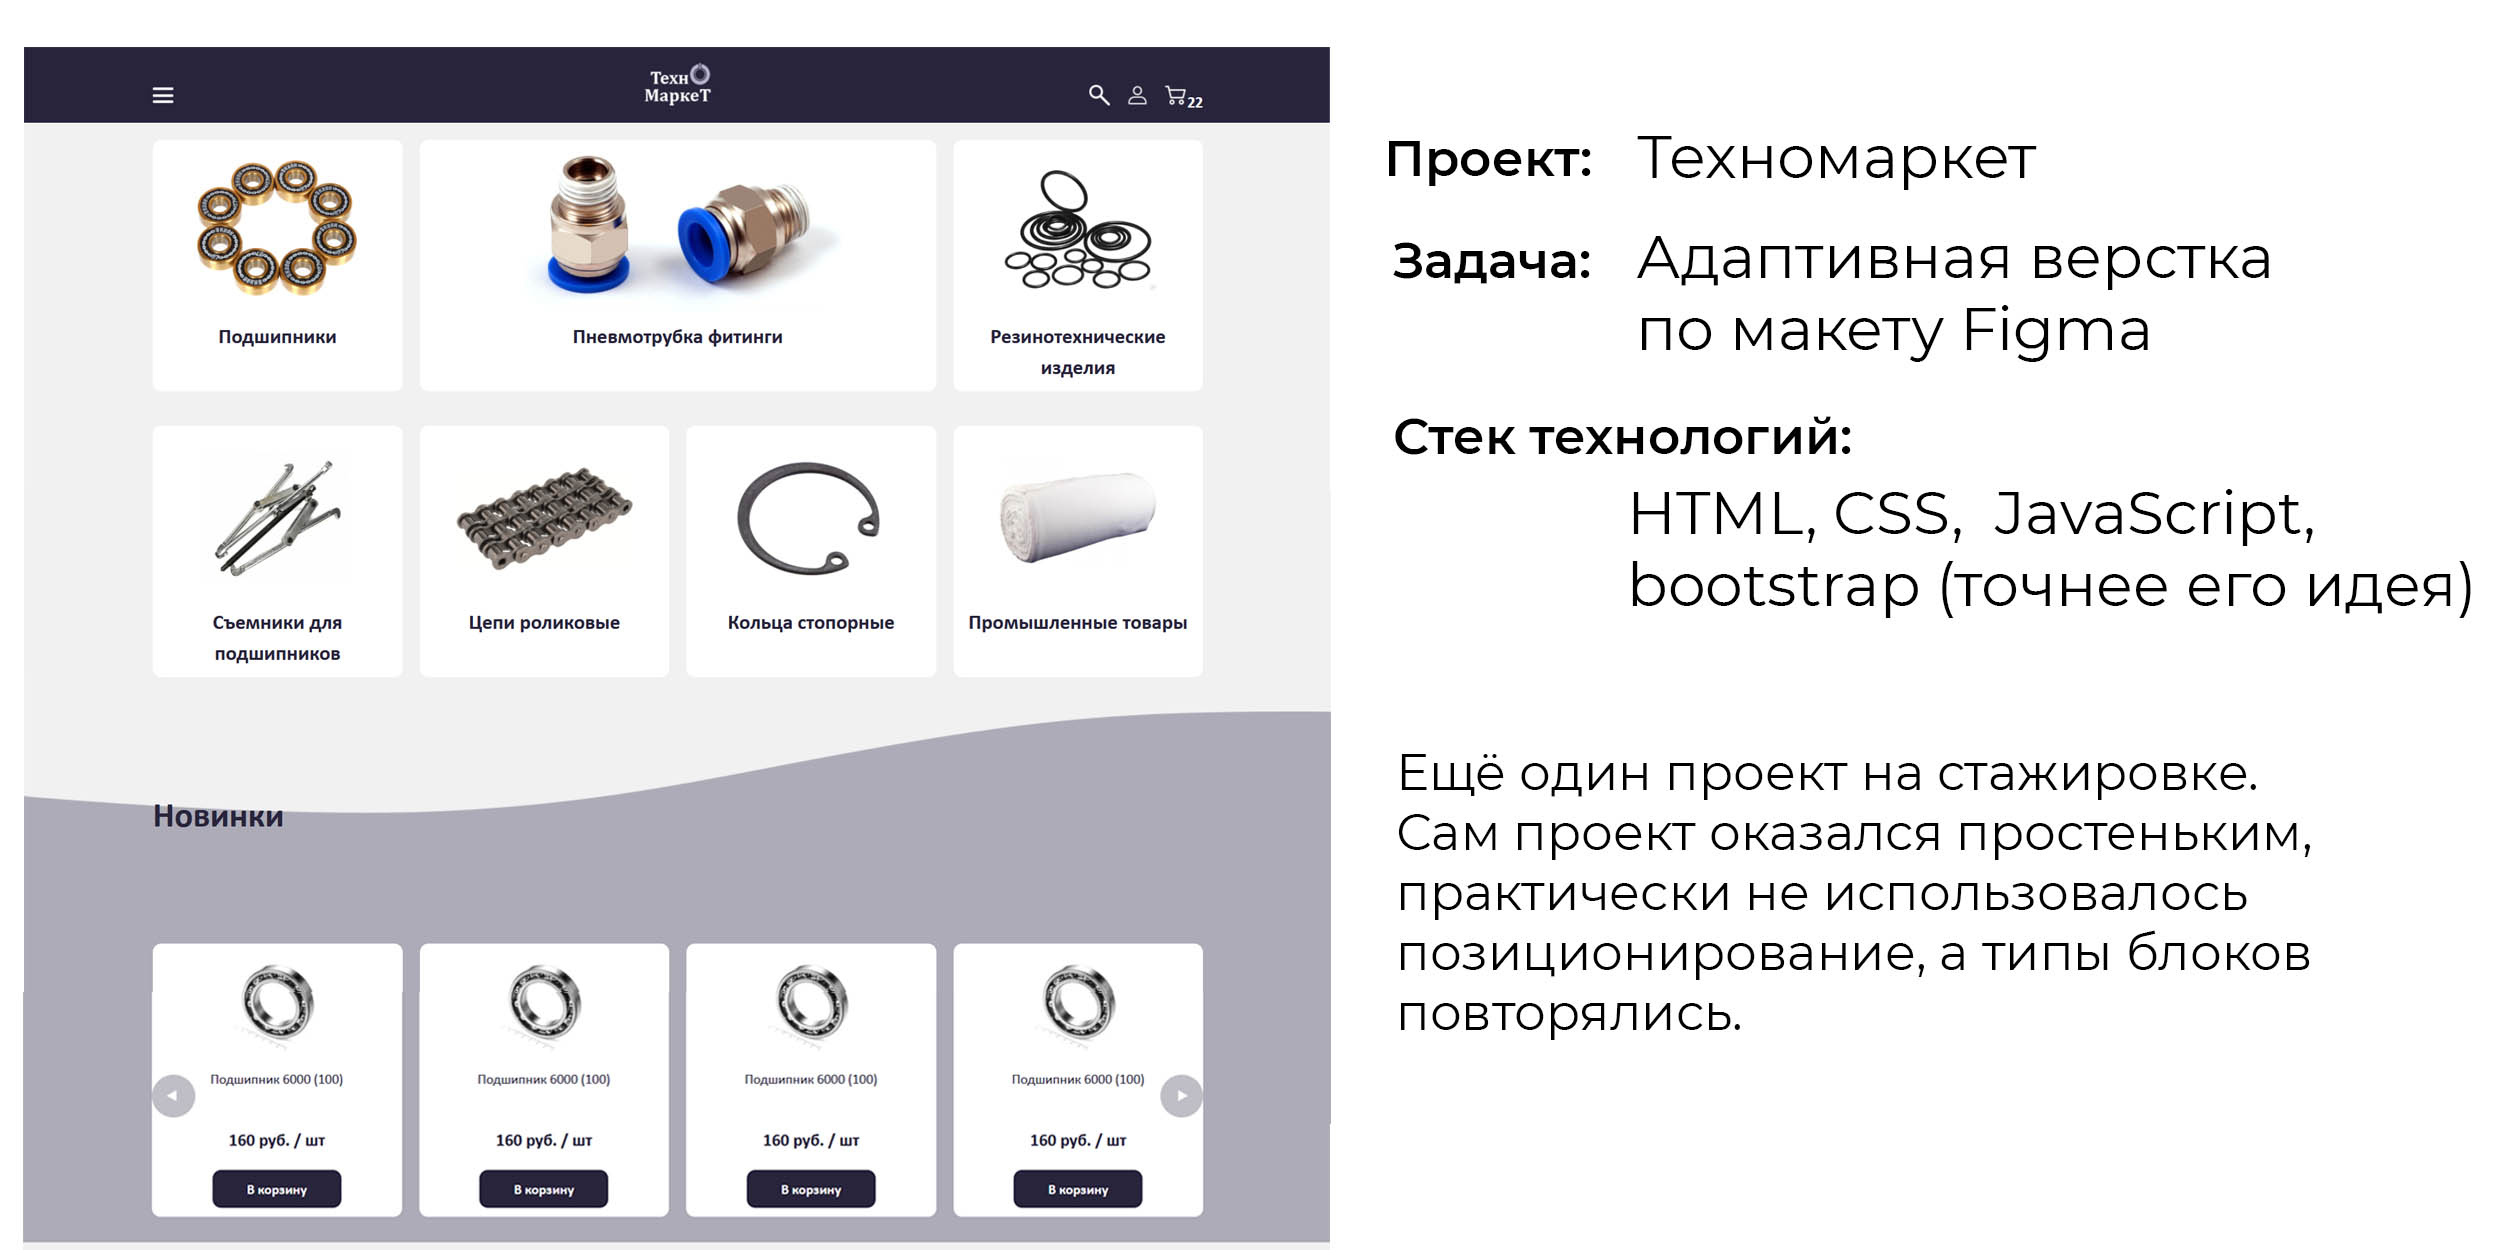 Техно
МаркеТ
22
Подшипники
Пневмотрубка фитинги
Резинотехнические
изделия
Съемники для
подшипников
Цепи роликовые
Кольца стопорные
Промышленные товары
Новинки
Подшипник 6000 (100)
160 руб. / шт
В корзину
Подшипник 6000 (100)
160 руб. / шт
В корзину
Подшипник 6000 (100)
160 руб. / шт
В корзину
Подшипник 6000 (100)
160 руб. / шт
В корзину
Проект: Техномаркет
Задача: Адаптивная верстка
по макету Figma
Стек технологий:
HTML, CSS, JavaScript,
bootstrap (точнее его идея)
Ещё один проект на стажировке.
Сам проект оказался простеньким,
практически не использовалось
позиционирование, а типы блоков
повторялись.